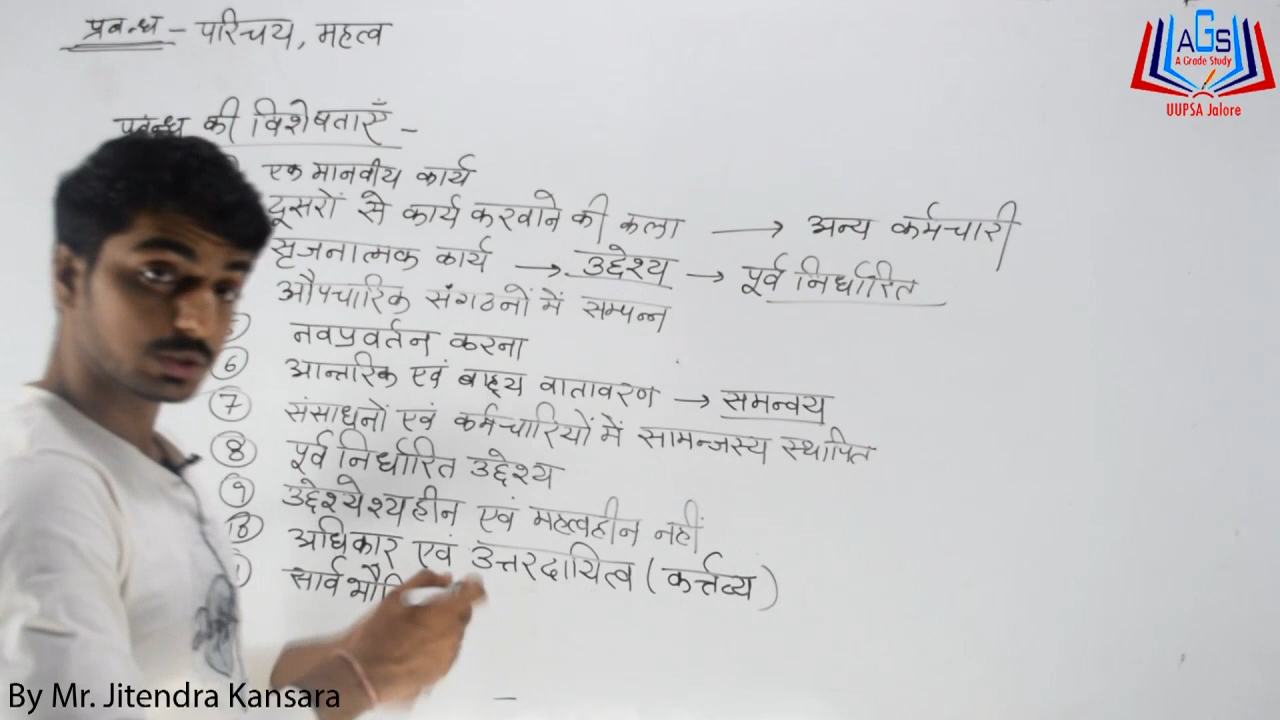 प्रबन्ध - परिचय, महत्व
AGS
A Grade Study
UUPSA Jalore
प्रबन्ध की विशेषताएँ -
एक मानवीय कार्य
दूसरों से कार्य करवाने की कला → अन्य कर्मचारी
सृजनात्मक कार्य → उद्देश्य → पूर्व निर्धारित
औपचारिक संगठनों में सम्पन्न
नवप्रवर्तन करना
6 आन्तरिक एवं बाह्य वातावरण → समन्वय
7 संसाधनों एवं कर्मचारियों में सामन्जस्य स्थापित
8 पूर्व निर्धारित उद्देश्य
9 उद्देश्येश्यहीन एवं महत्वहीन नहीं
10 अधिकार एवं उत्तरदायित्व (कर्त्तव्य)
सार्वभौ
By Mr. Jitendra Kansara